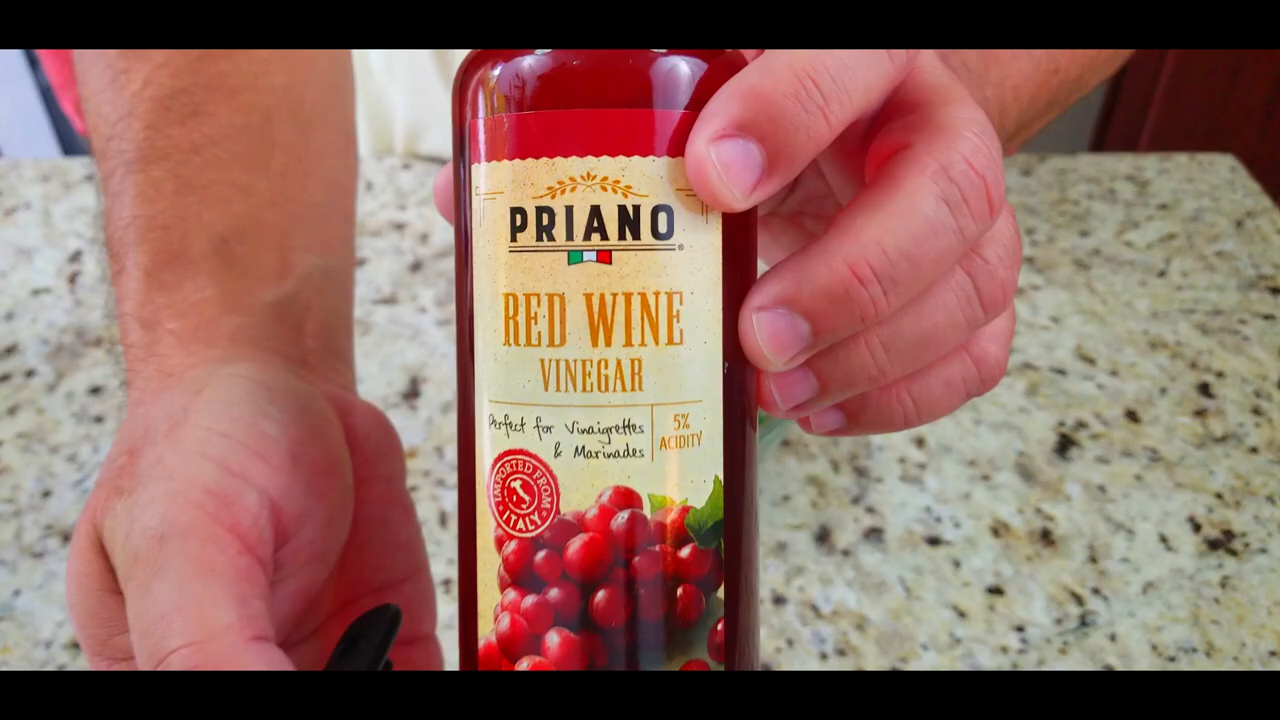 PRIANO
RED WINE
VINEGAR
Perfect for Vinaigrettes
& Marinades
5%
ACIDITY
IMPORTED FROM
ITALY